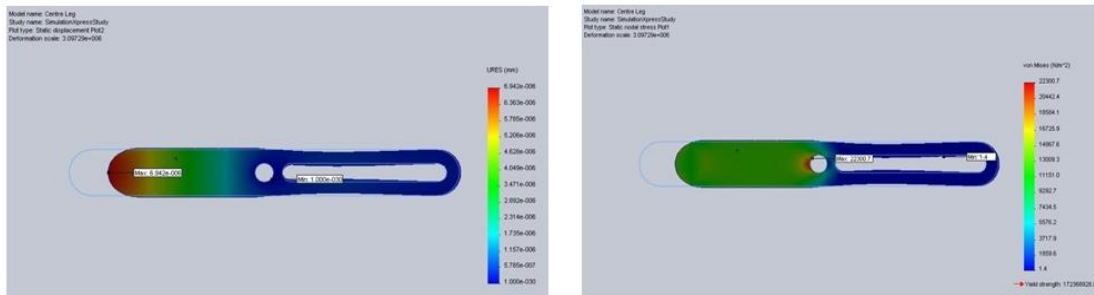 Model name: Centre Leg
Study name: SimulationXpressStudy
Plot type: Static displacement Plot2
Deformation scale: 3.09729e+006
URES (mm)
6.942e-006
6.363e-006
5.785e-006
5.206e-006
4.628e-006
4.049e-006
3.471e-006
2.892e-006
2.314e-006
1.735e-006
1.157e-006
5.785e-007
1.000e-030
Max: 6.942e-006
Min: 1.000e-030
Model name: Centre Leg
Study name: SimulationXpressStudy
Plot type: Static nodal stress Plot1
Deformation scale: 3.09729e+006
von Mises (N/m^2)
22300.7
20442.4
18584.1
16725.9
14867.6
13009.3
11151.0
9292.7
7434.5
5576.2
3717.9
1859.6
1.4
Max: 22300.7
Min: 1.4
Yield strength: